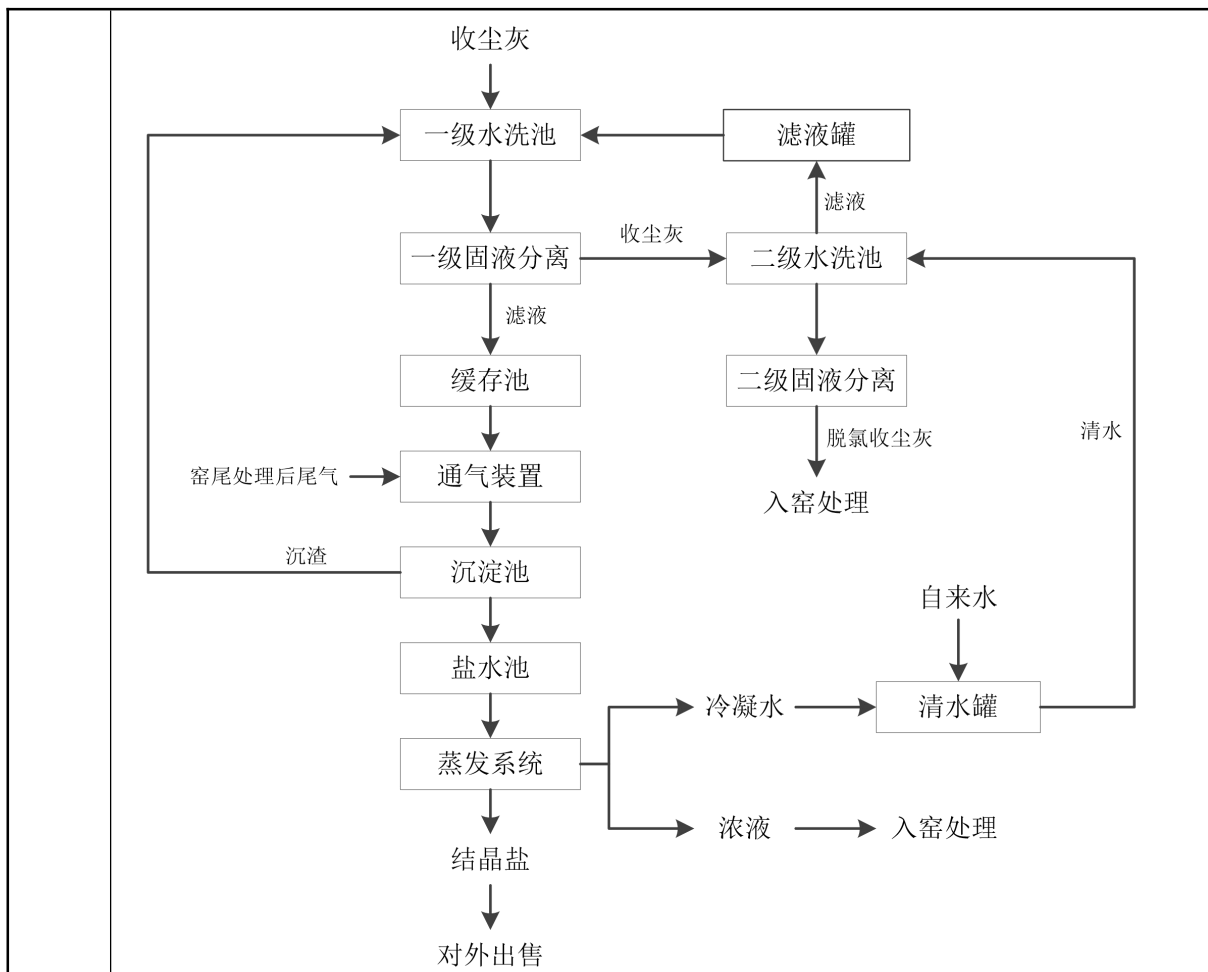 收尘灰
一级水洗池
滤液罐
滤液
一级固液分离
收尘灰
二级水洗池
滤液
缓存池
二级固液分离
清水
脱氯收尘灰
窑尾处理后尾气
通气装置
入窑处理
沉渣
沉淀池
自来水
盐水池
冷凝水
清水罐
蒸发系统
浓液
入窑处理
结晶盐
对外出售